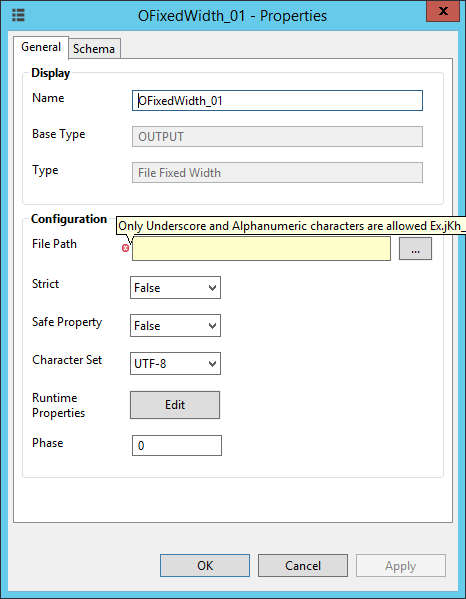 OFixedWidth_01 - Properties
x
General
Schema
Display
Name
OFixedWidth_01
Base Type
OUTPUT
Type
File Fixed Width
Configuration
Only Underscore and Alphanumeric characters are allowed Ex.jKh_
File Path
...
Strict
False
Safe Property
False
Character Set
UTF-8
Runtime
Properties
Edit
Phase
0
OK
Cancel
Apply